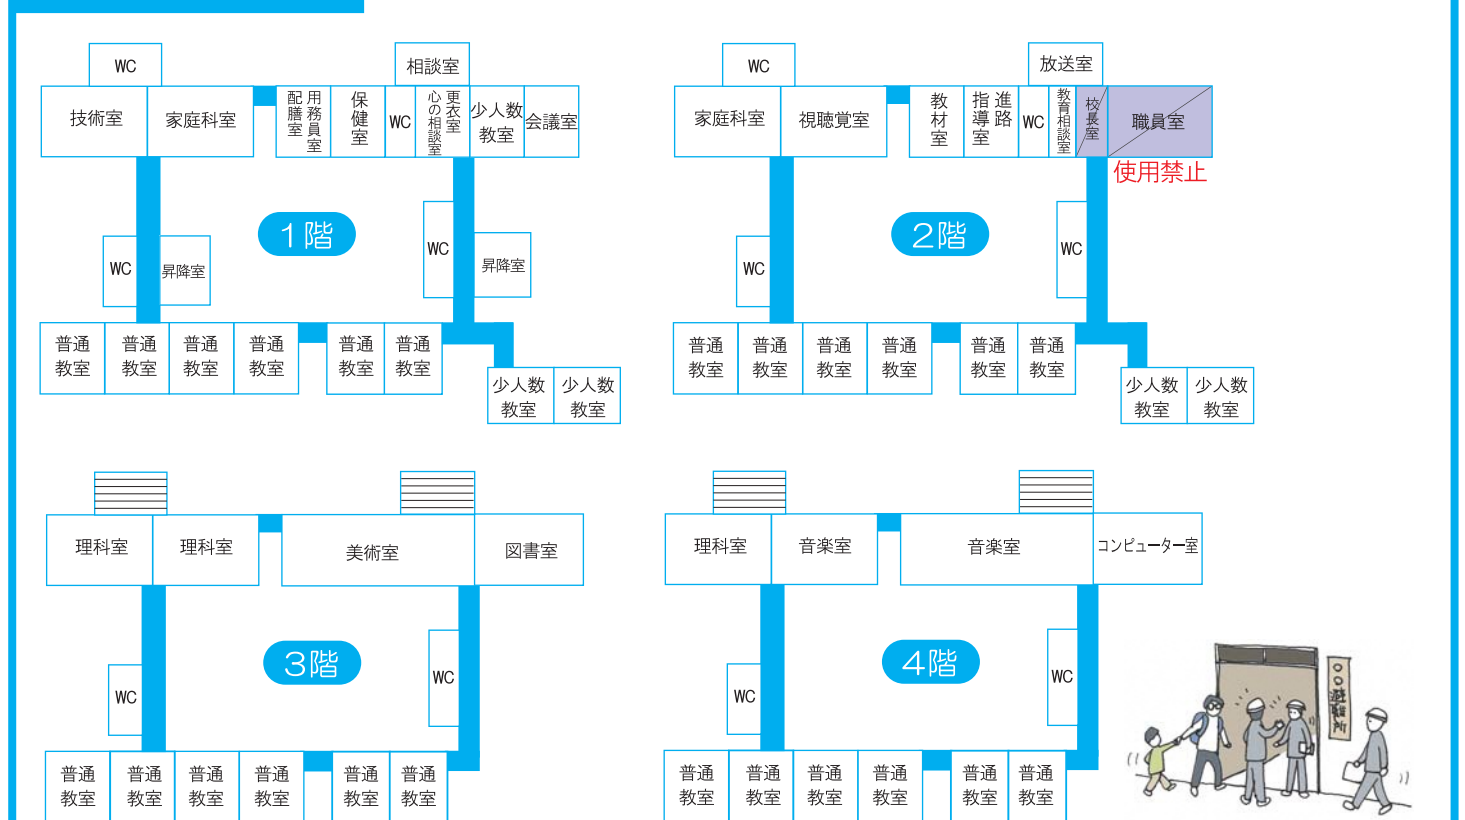 WC
相談室
技術室
家庭科室
配膳室
用務員室
保健室
WC
心の相談室
更衣室
少人数
教室
会議室
1階
WC
昇降室
WC
昇降室
普通
教室
普通
教室
普通
教室
普通
教室
普通
教室
普通
教室
少人数
教室
少人数
教室
WC
放送室
家庭科室
視聴覚室
教材室
進路
指導室
WC
教育相談室
校長室
職員室
使用禁止
2階
WC
WC
普通
教室
普通
教室
普通
教室
普通
教室
普通
教室
普通
教室
少人数
教室
少人数
教室
理科室
理科室
美術室
図書室
3階
WC
WC
普通
教室
普通
教室
普通
教室
普通
教室
普通
教室
普通
教室
理科室
音楽室
音楽室
コンピューター室
4階
WC
WC
普通
教室
普通
教室
普通
教室
普通
教室
普通
教室
普通
教室
○○避難所